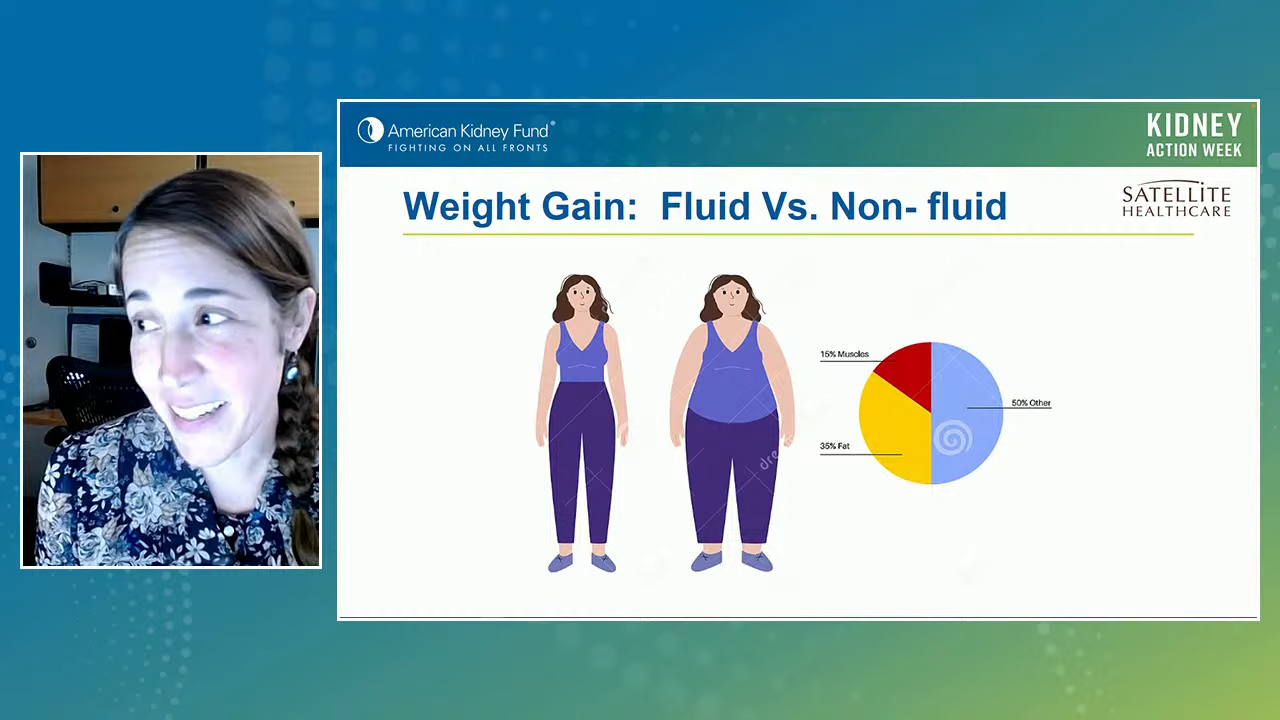 American Kidney Fund®
FIGHTING ON ALL FRONTS
KIDNEY
ACTION WEEK
Weight Gain: Fluid Vs. Non- fluid
SATELLITE
HEALTHCARE
15% Muscles
50% Other
35% Fat